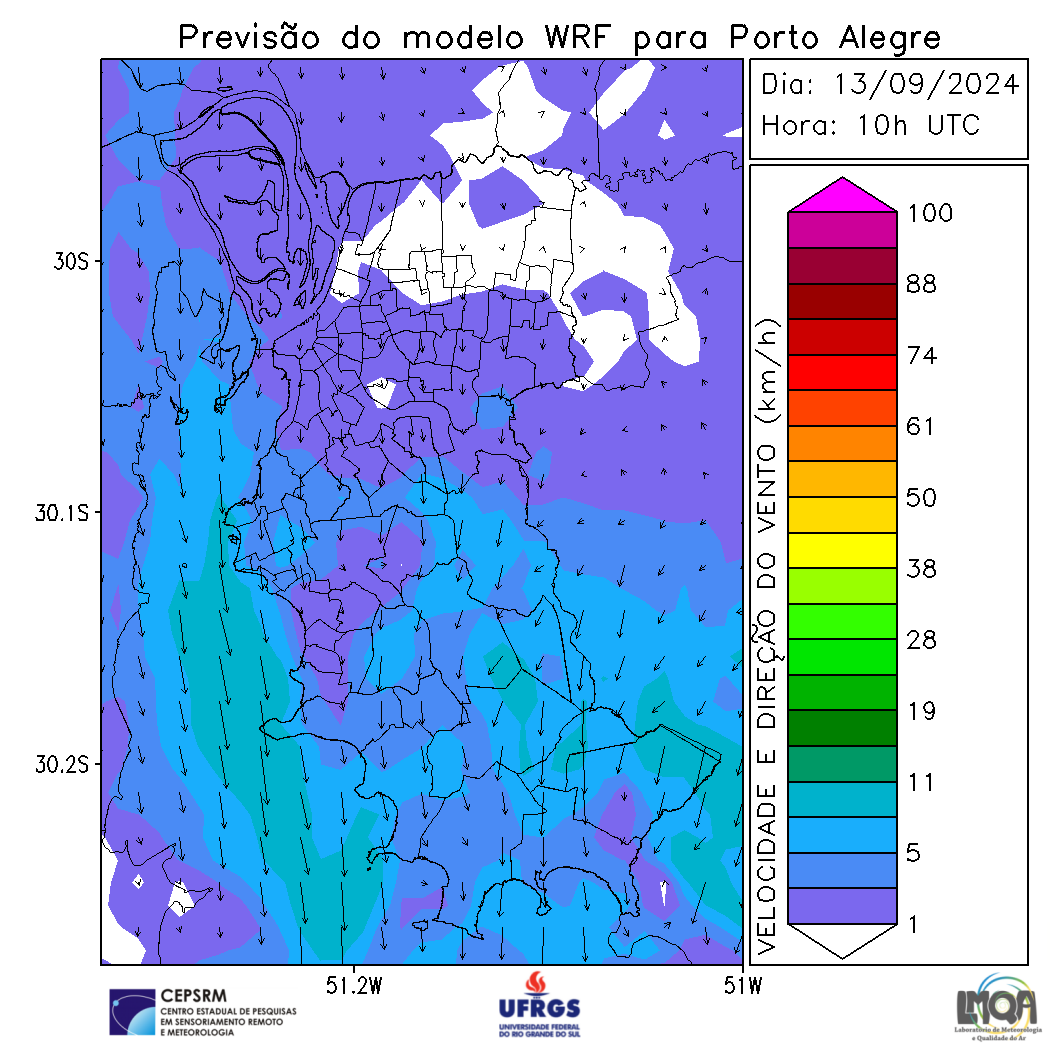 Previsão do modelo WRF para Porto Alegre
Dia: 13/09/2024
Hora: 10h UTC
30S
30.1S
30.2S
51.2W
51W
VELOCIDADE E DIREÇÃO DO VENTO (km/h)
100
88
74
61
50
38
28
19
11
5
1
CEPSRM
CENTRO ESTADUAL DE PESQUISAS
EM SENSORIAMENTO REMOTO
E METEOROLOGIA
UFRGS
UNIVERSIDADE FEDERAL
DO RIO GRANDE DO SUL
LMQA
Laboratório de Meteorologia
e Qualidade do Ar